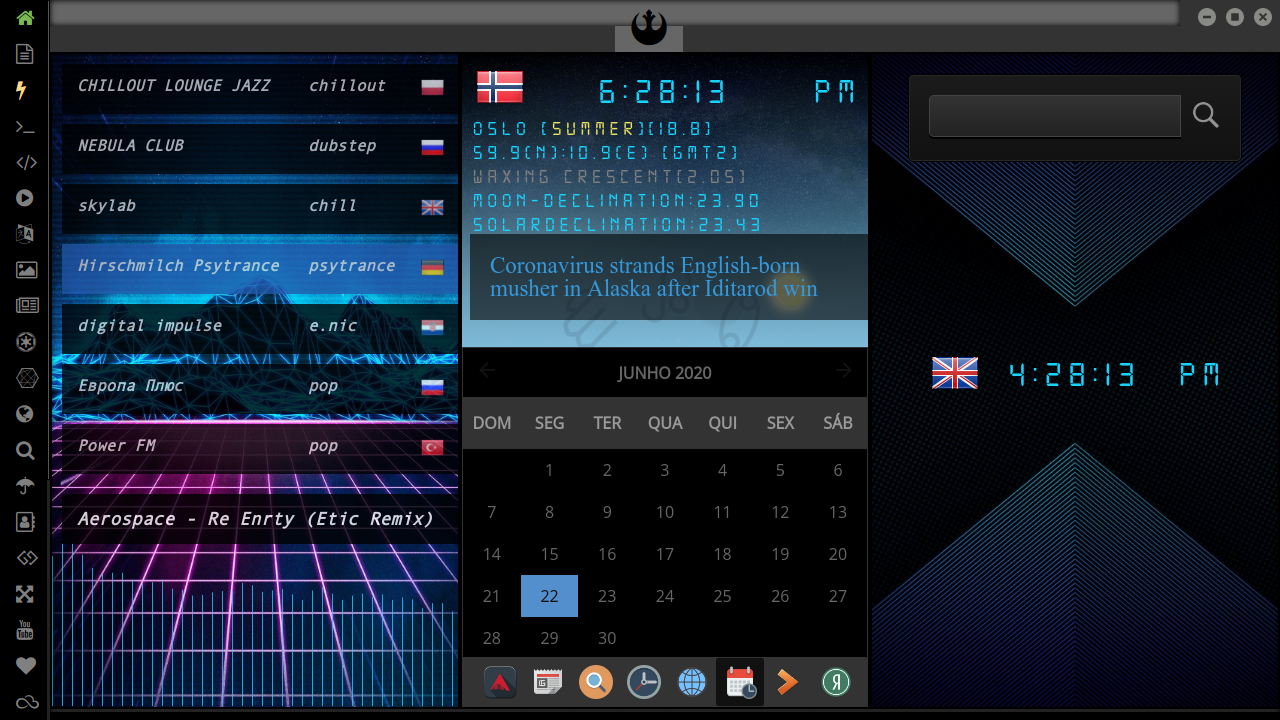 CHILLOUT LOUNGE JAZZ chillout
NEBULA CLUB dubstep
skylab chill
Hirschmilch Psytrance psytrance
digital impulse e.nic
Европа Плюс pop
Power FM pop
Aerospace - Re Enrty (Etic Remix)
6:28:13 PM
OSLO [SUMMER][18.8]
59.9(N):10.9(E) [GMT2]
WAXING CRESCENT[2.05]
MOON-DECLINATION:23.90
SOLARDECLINATION:23.43
Coronavirus strands English-born
musher in Alaska after Iditarod win
JUNHO 2020
DOM SEG TER QUA QUI SEX SÁB
1 2 3 4 5 6
7 8 9 10 11 12 13
14 15 16 17 18 19 20
21 22 23 24 25 26 27
28 29 30
4:28:13 PM
You
Tube
Я